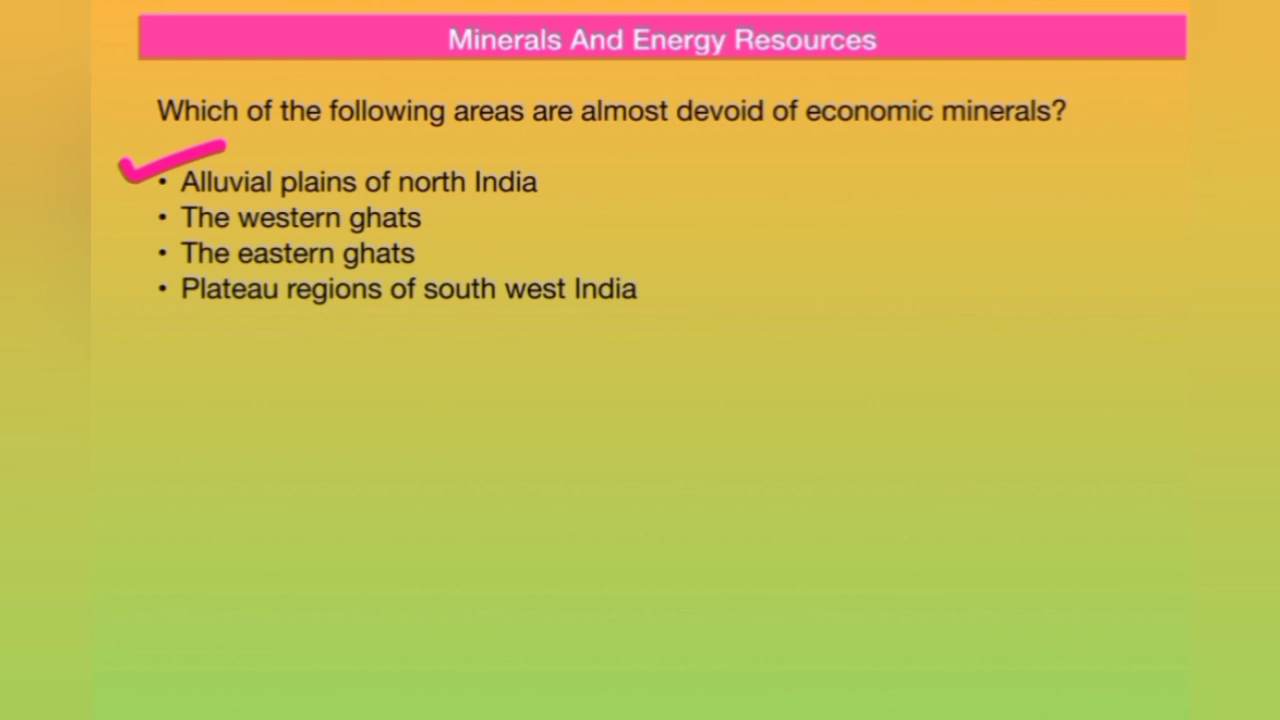 Minerals And Energy Resources
Which of the following areas are almost devoid of economic minerals?
• Alluvial plains of north India
• The western ghats
• The eastern ghats
• Plateau regions of south west India